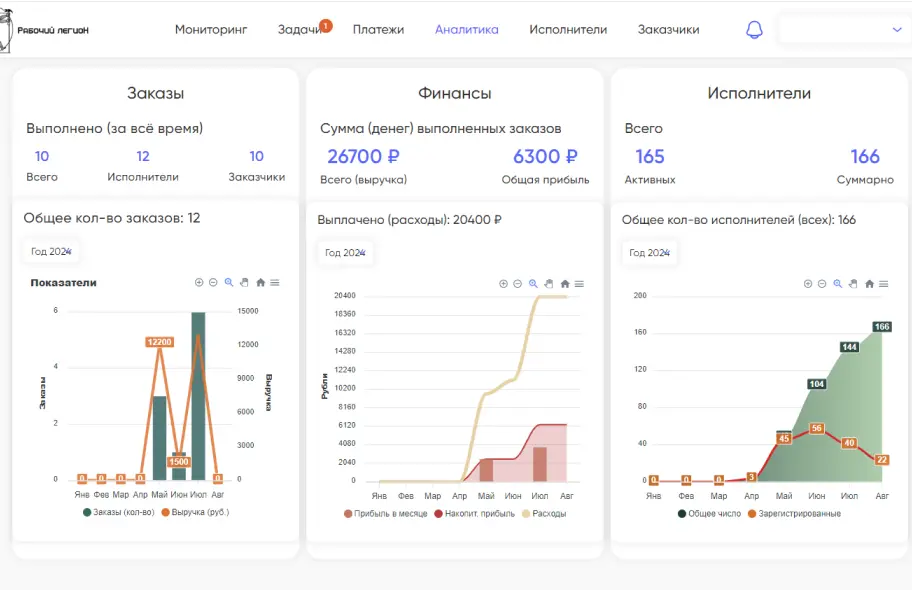 Рабочий легион
Мониторинг Задачи 1 Платежи Аналитика Исполнители Заказчики
Заказы
Выполнено (за всё время)
10 12 10
Всего Исполнители Заказчики
Общее кол-во заказов: 12
Год 2024
Показатели
6 15000
12200
12000
4 9000
Заказы
Выручка
6000
2
3000
1500
0 0 0 0 0 0 0
Янв Фев Мар Апр Май Июн Июл Авг
Заказы (кол-во) Выручка (руб.)
Финансы
Сумма (денег) выполненных заказов
26700 ₽ 6300 ₽
Всего (выручка) Общая прибыль
Выплачено (расходы): 20400 ₽
Год 2024
20400
18360
16320
14280
12240
10200
8160
6120
4080
2040
0
Рубли
Янв Фев Мар Апр Май Июн Июл Авг
Прибыль в месяце Накопит. прибыль Расходы
Исполнители
Всего
165 166
Активных Суммарно
Общее кол-во исполнителей (всех): 166
Год 2024
200
166
160
144
120
104
80
56
45 40
40
22
0 0 0 0 3
Янв Фев Мар Апр Май Июн Июл Авг
Общее число Зарегистрированные